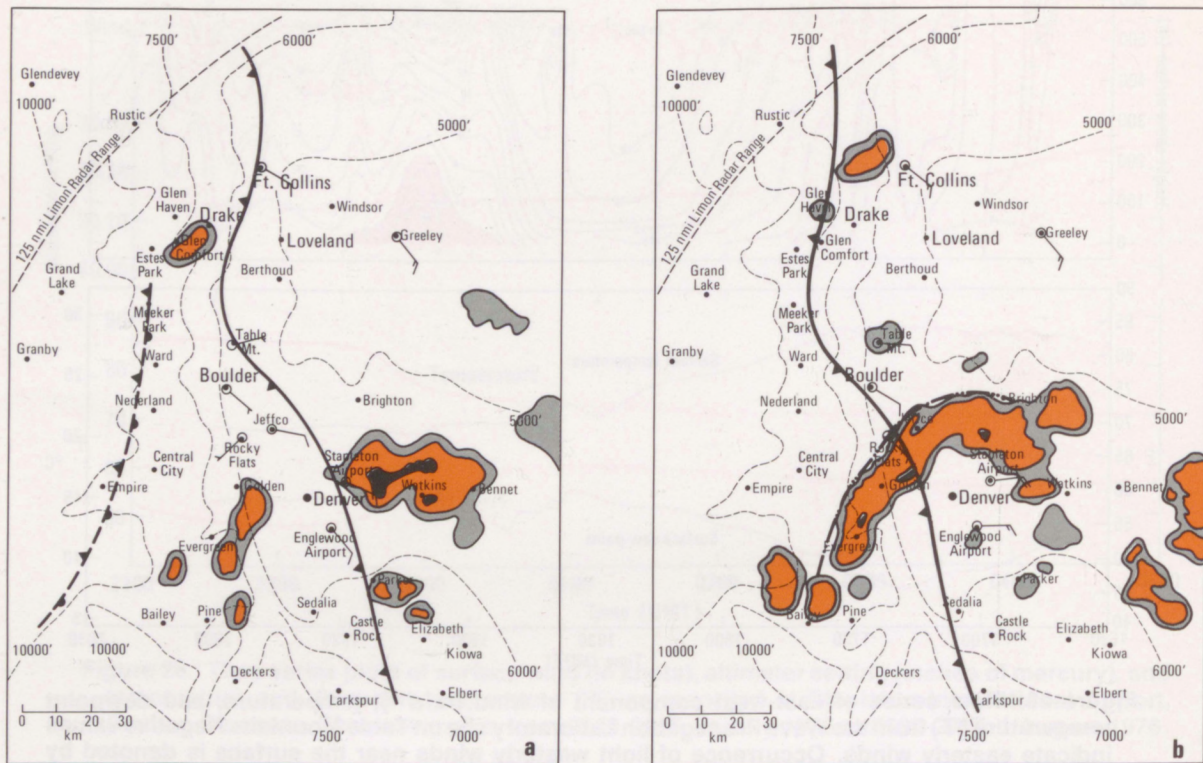 7500'
6000'
Glendevey
10000'
Rustic
5000'
125 nmi Limon Radar Range
Ft. Collins
Glen
Haven
Windsor
Drake
Greeley
Glen
Comfort
Loveland
Estes
Park
Grand
Lake
Berthoud
Meeker
Park
Table
Mt.
Granby
Ward
Boulder
Nederland
Brighton
5000'
Jeffco
Rocky
Flats
Central
City
Stapleton
Airport
Empire
Golden
Watkins
Bennet
Denver
Evergreen
Englewood
Airport
Parker
Bailey
Pine
Sedalia
Castle
Rock
Elizabeth
Kiowa
10000'
6000'
Deckers
Larkspur
Elbert
0 10 20 30
km
7500'
7000'
a
7500'
6000'
Glendevey
10000'
Rustic
5000'
125 nmi Limon Radar Range
Ft. Collins
Glen
Haven
Windsor
Drake
Greeley
Glen
Comfort
Loveland
Estes
Park
Grand
Lake
Berthoud
Meeker
Park
Table
Mt.
Granby
Ward
Boulder
Nederland
Brighton
5000'
Rocky
Flats
Central
City
Stapleton
Airport
Empire
Golden
Watkins
Bennet
Denver
Evergreen
Englewood
Airport
Parker
Bailey
Pine
Sedalia
Castle
Rock
Elizabeth
Kiowa
10000'
6000'
Deckers
Larkspur
Elbert
0 10 20 30
km
7500'
7000'
b